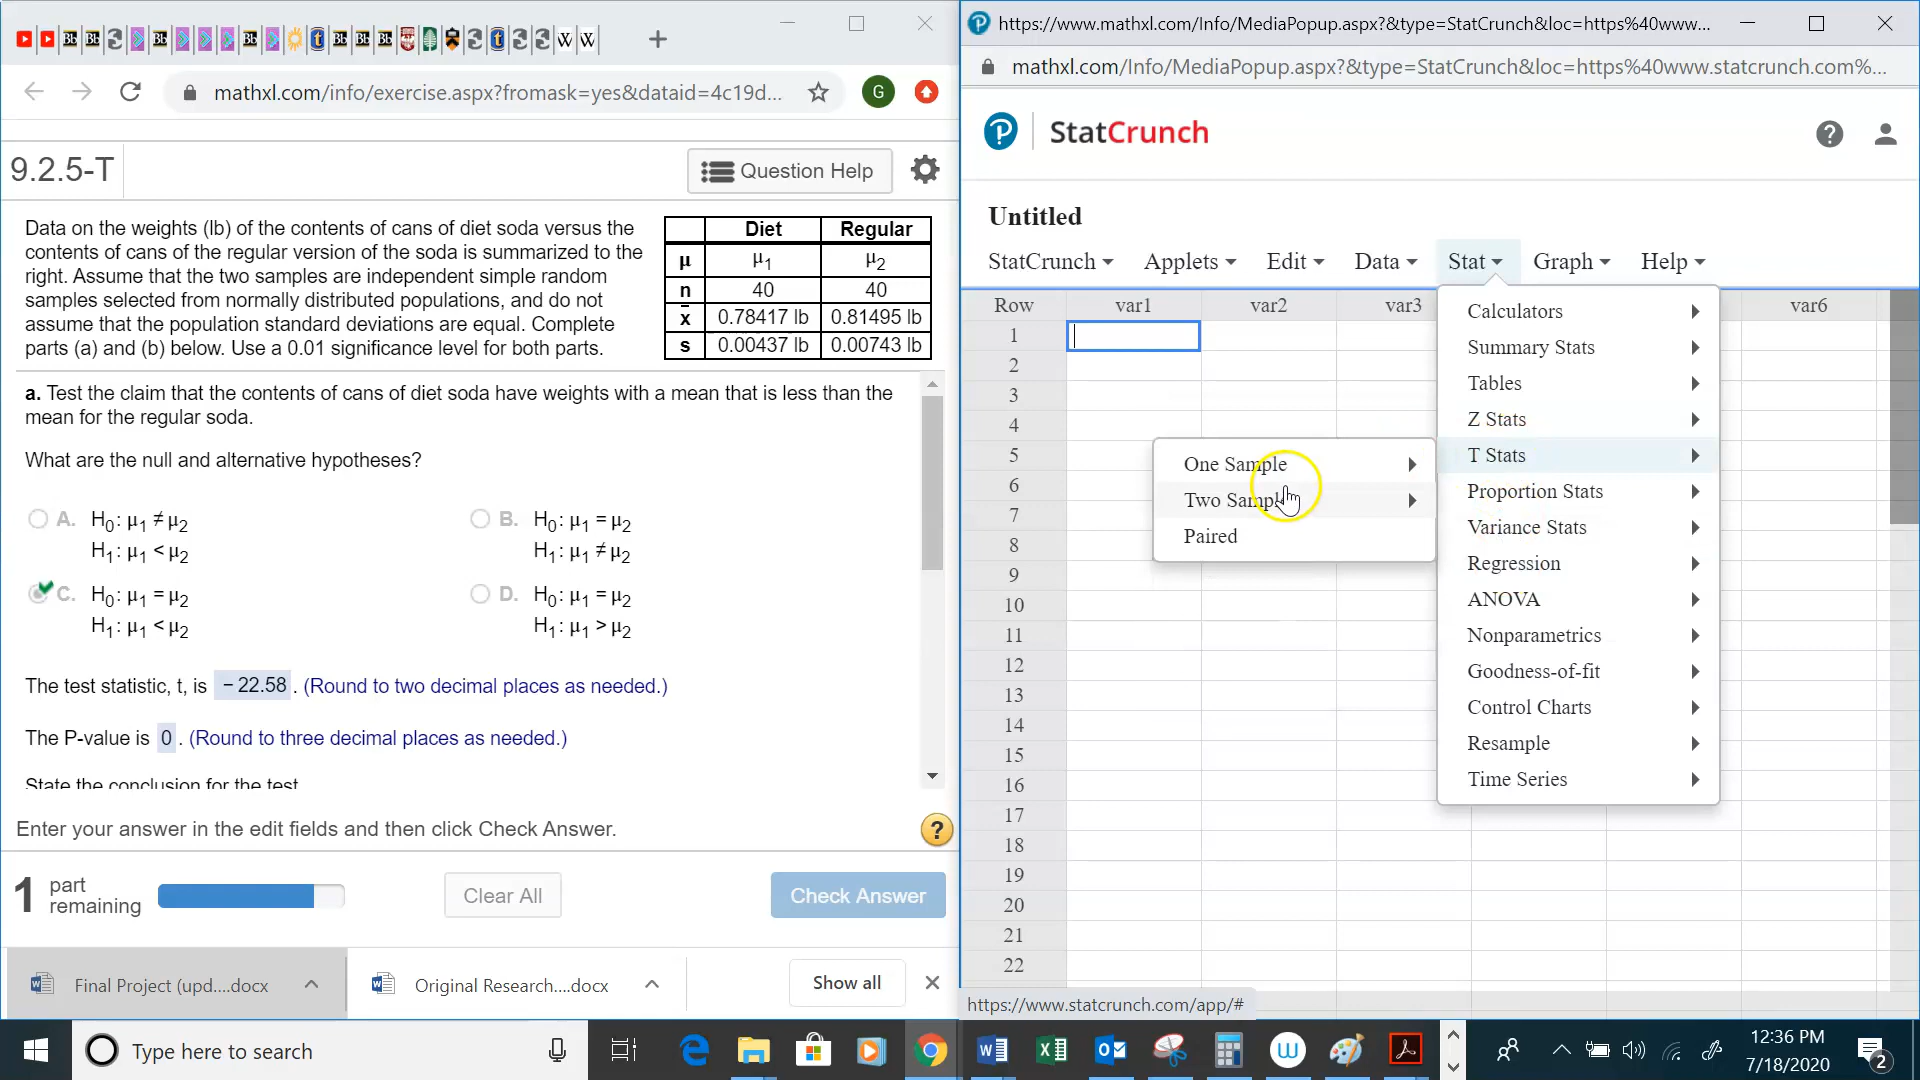 https://www.mathxl.com/Info/MediaPopup.aspx?&type=StatCrunch&loc=https%40www...
mathxl.com/info/exercise.aspx?fromask=yes&dataid=4c19d...
G
mathxl.com/Info/MediaPopup.aspx?&type=StatCrunch&loc=https%40www.statcrunch.com%...
9.2.5-T
Question Help
Data on the weights (lb) of the contents of cans of diet soda versus the
contents of cans of the regular version of the soda is summarized to the
right. Assume that the two samples are independent simple random
samples selected from normally distributed populations, and do not
assume that the population standard deviations are equal. Complete
parts (a) and (b) below. Use a 0.01 significance level for both parts.
Diet Regular
μ μ1 μ2
n 40 40
x̄ 0.78417 lb 0.81495 lb
s 0.00437 lb 0.00743 lb
a. Test the claim that the contents of cans of diet soda have weights with a mean that is less than the
mean for the regular soda.
What are the null and alternative hypotheses?
A. H0: μ1 ≠ μ2
H1: μ1 < μ2
B. H0: μ1 = μ2
H1: μ1 ≠ μ2
C. H0: μ1 = μ2
H1: μ1 < μ2
D. H0: μ1 = μ2
H1: μ1 > μ2
The test statistic, t, is − 22.58 . (Round to two decimal places as needed.)
The P-value is 0 . (Round to three decimal places as needed.)
State the conclusion for the test
Enter your answer in the edit fields and then click Check Answer.
?
1 part
remaining
Clear All
Check Answer
Final Project (upd....docx
Original Research....docx
Show all
StatCrunch
Untitled
StatCrunch Applets Edit Data Stat Graph Help
Row var1 var2 var3 var6
1
2
3
4
5
6
7
8
9
10
11
12
13
14
15
16
17
18
19
20
21
22
Calculators
Summary Stats
Tables
Z Stats
T Stats
Proportion Stats
Variance Stats
Regression
ANOVA
Nonparametrics
Goodness-of-fit
Control Charts
Resample
Time Series
One Sample
Two Sample
Paired
https://www.statcrunch.com/app/#
Type here to search
12:36 PM
7/18/2020
2